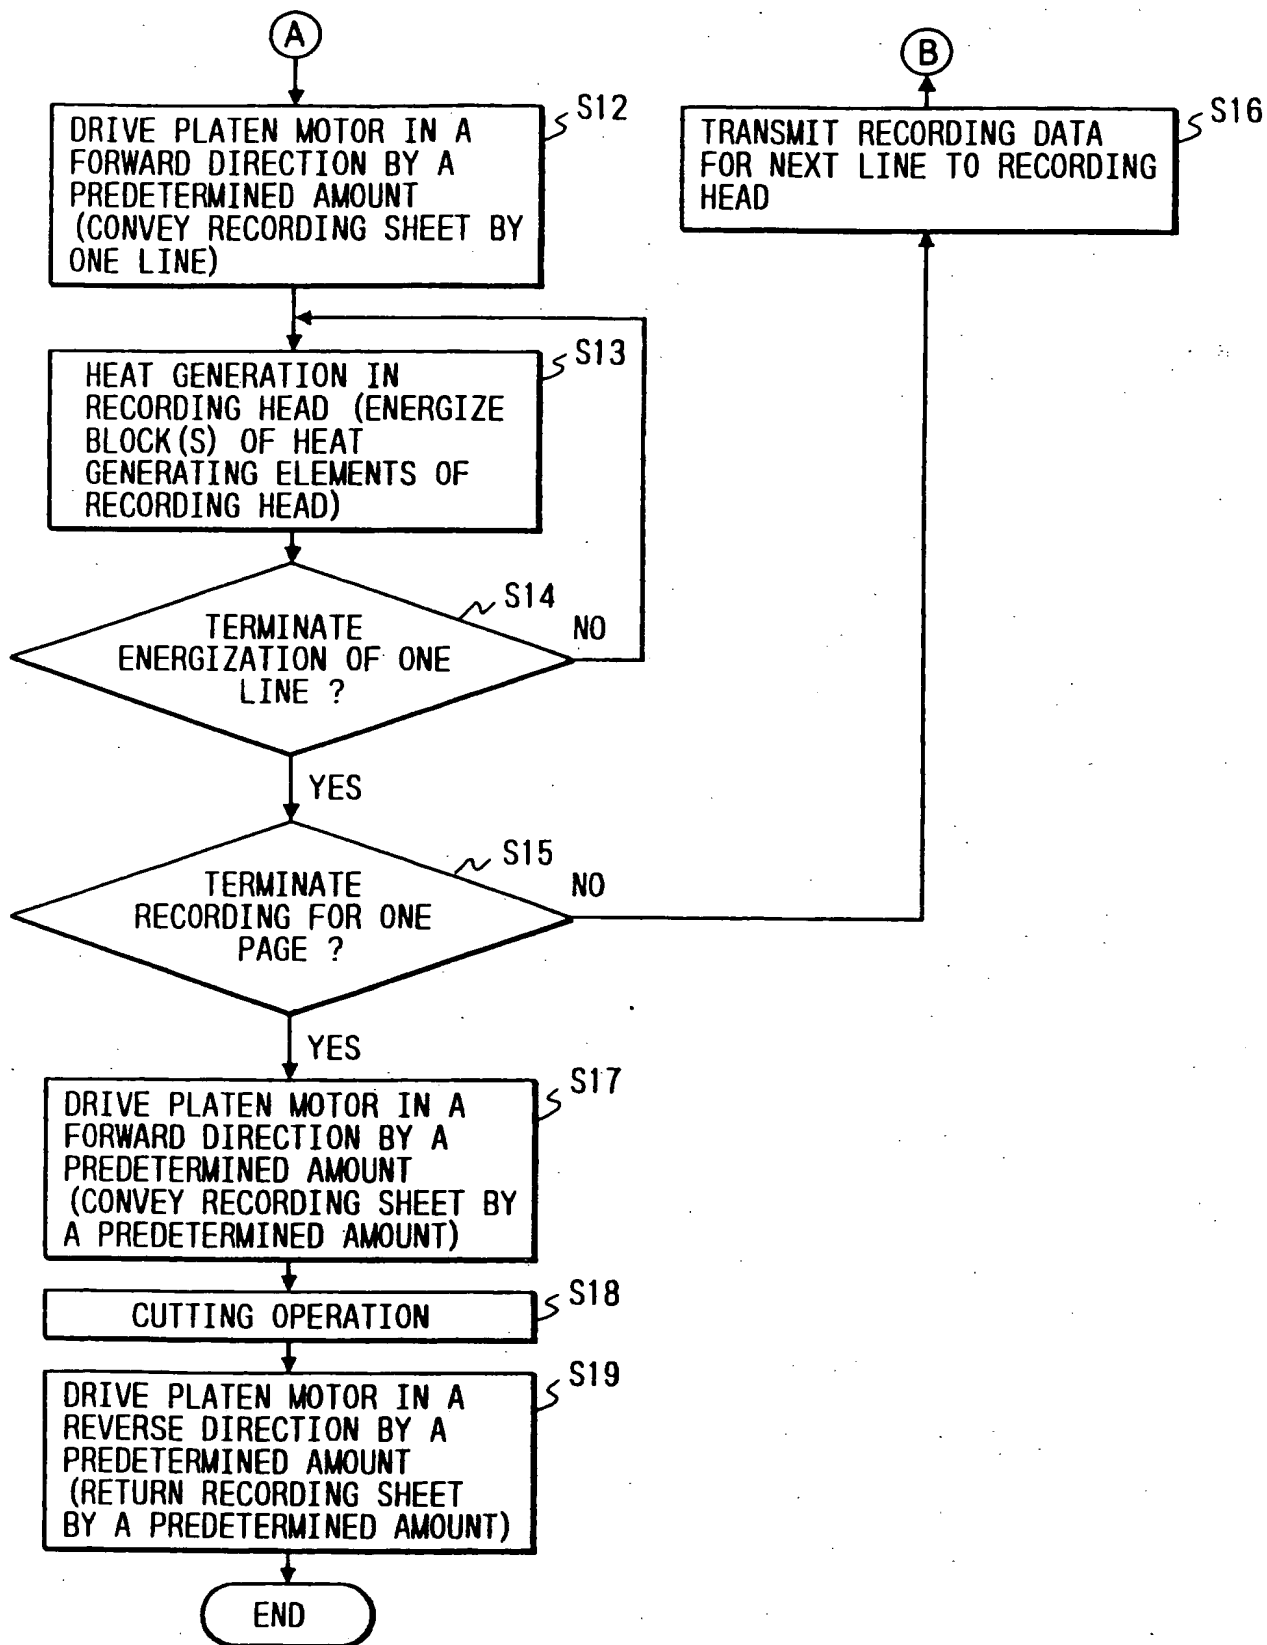 A
S12
DRIVE PLATEN MOTOR IN A
FORWARD DIRECTION BY A
PREDETERMINED AMOUNT
(CONVEY RECORDING SHEET BY
ONE LINE)
S13
HEAT GENERATION IN
RECORDING HEAD (ENERGIZE
BLOCK(S) OF HEAT
GENERATING ELEMENTS OF
RECORDING HEAD)
S14
TERMINATE
ENERGIZATION OF ONE
LINE ?
NO
YES
S15
TERMINATE
RECORDING FOR ONE
PAGE ?
NO
YES
B
S16
TRANSMIT RECORDING DATA
FOR NEXT LINE TO RECORDING
HEAD
S17
DRIVE PLATEN MOTOR IN A
FORWARD DIRECTION BY A
PREDETERMINED AMOUNT
(CONVEY RECORDING SHEET BY
A PREDETERMINED AMOUNT)
S18
CUTTING OPERATION
S19
DRIVE PLATEN MOTOR IN A
REVERSE DIRECTION BY A
PREDETERMINED AMOUNT
(RETURN RECORDING SHEET
BY A PREDETERMINED AMOUNT)
END